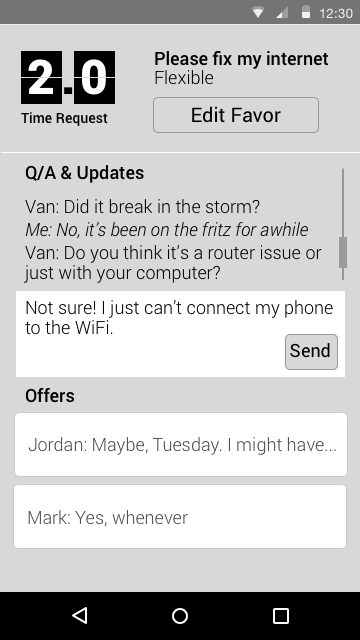 12:30
2.0
Time Request
Please fix my internet
Flexible
Edit Favor
Q/A & Updates
Van: Did it break in the storm?
Me: No, it's been on the fritz for awhile
Van: Do you think it's a router issue or
just with your computer?
Not sure! I just can't connect my phone
to the WiFi.
Send
Offers
Jordan: Maybe, Tuesday. I might have...
Mark: Yes, whenever